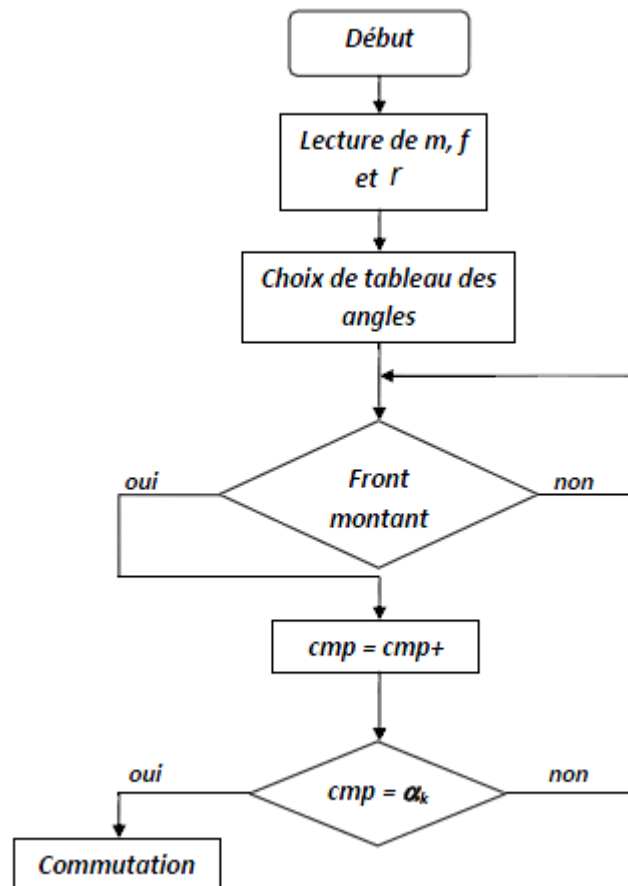 Début
Lecture de m, f
et r
Choix de tableau des
angles
oui
Front
montant
non
cmp = cmp+
oui
cmp = αk
non
Commutation